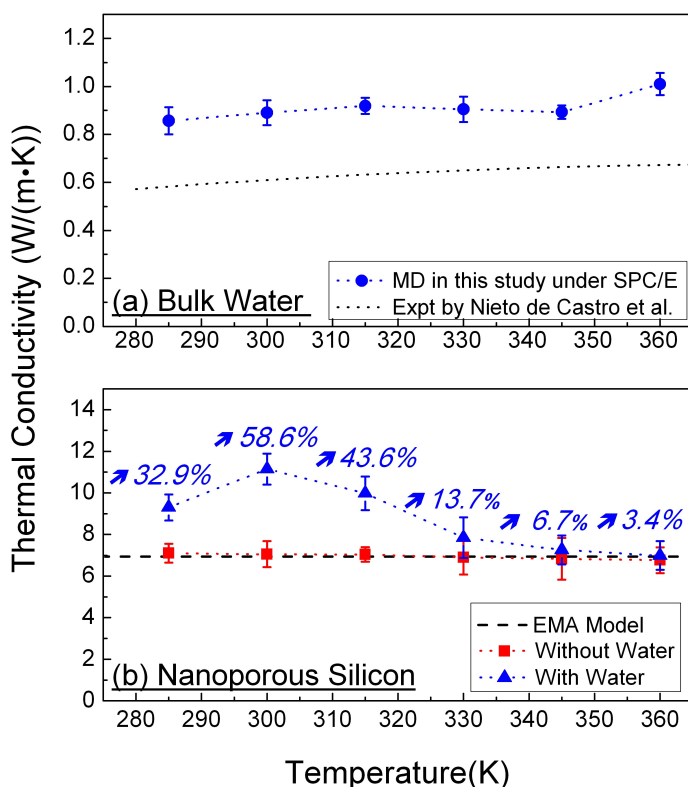 Thermal Conductivity (W/(m•K))
1.2
1.0
0.8
0.6
0.4
0.2
0.0
MD in this study under SPC/E
Expt by Nieto de Castro et al.
(a) Bulk Water
280 290 300 310 320 330 340 350 360
14
12
10
8
6
4
2
0
32.9%
58.6%
43.6%
13.7%
6.7%
3.4%
EMA Model
Without Water
With Water
(b) Nanoporous Silicon
280 290 300 310 320 330 340 350 360
Temperature(K)